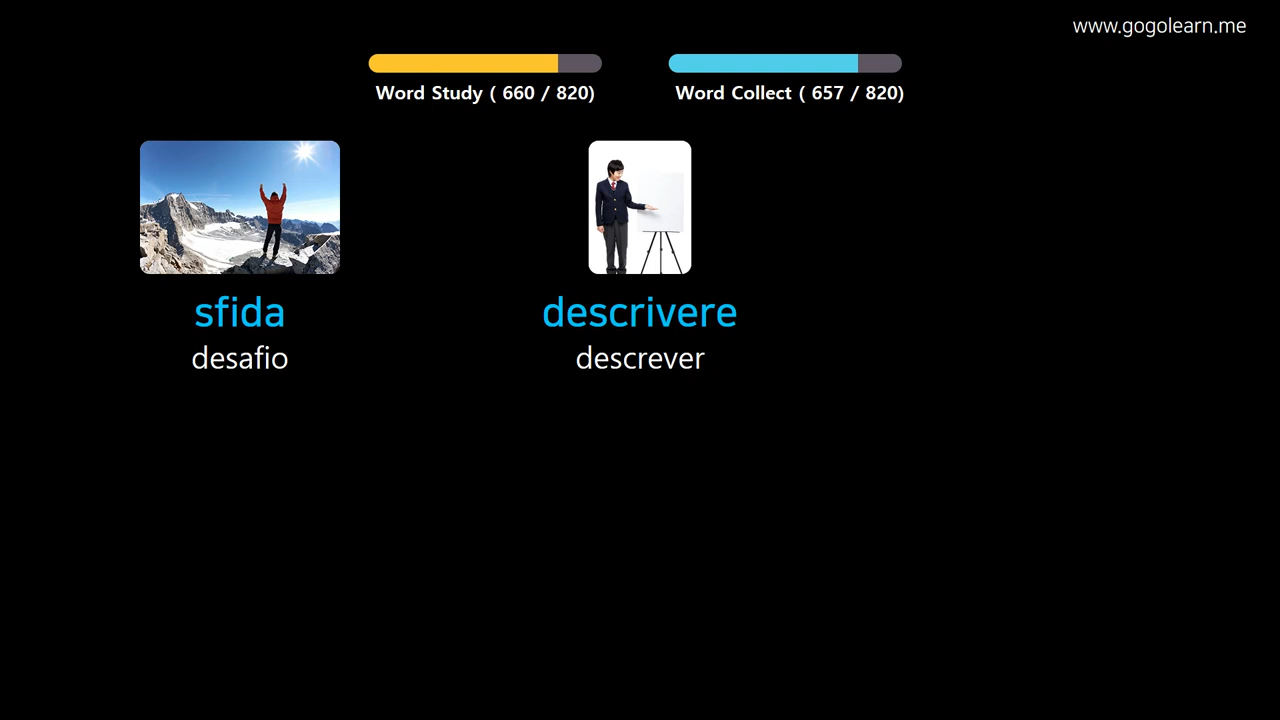 www.gogolearn.me
Word Study ( 660 / 820)
Word Collect ( 657 / 820)
sfida
desafio
descrivere
descrever